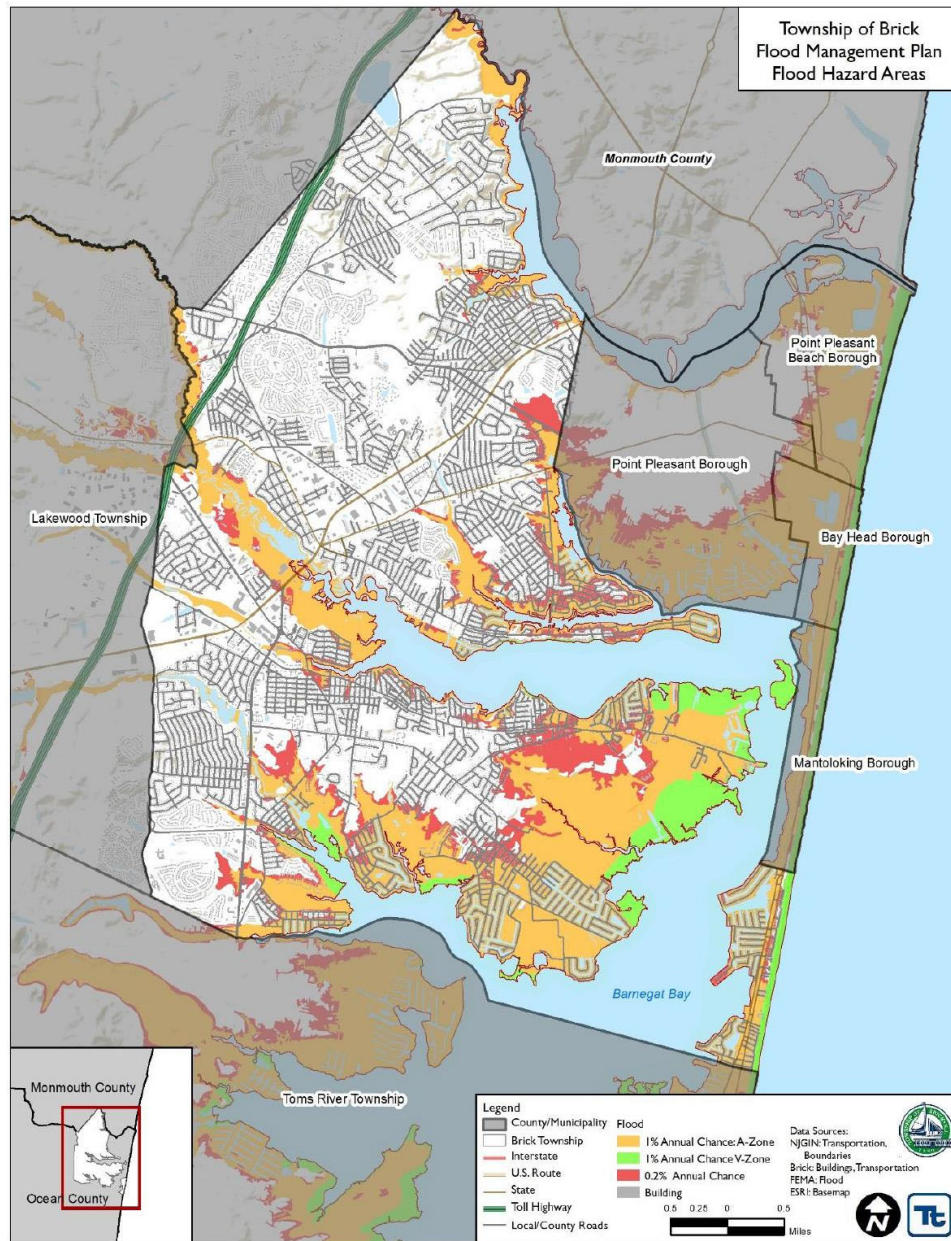 Township of Brick
Flood Management Plan
Flood Hazard Areas
Monmouth County
Point Pleasant
Beach Borough
Point Pleasant Borough
Lakewood Township
Bay Head Borough
Mantoloking Borough
Barnegat Bay
Toms River Township
Monmouth County
Ocean County
Legend
County/Municipality
Brick Township
Interstate
U.S. Route
State
Toll Highway
Local/County Roads
Flood
1% Annual Chance: A-Zone
1% Annual Chance V-Zone
0.2% Annual Chance
Building
0.5 0.25 0 0.5
Miles
Data Sources:
NJGIN: Transportation,
Boundaries
Brick: Buildings, Transportation
FEMA: Flood
ESRI: Basemap
N
Tt